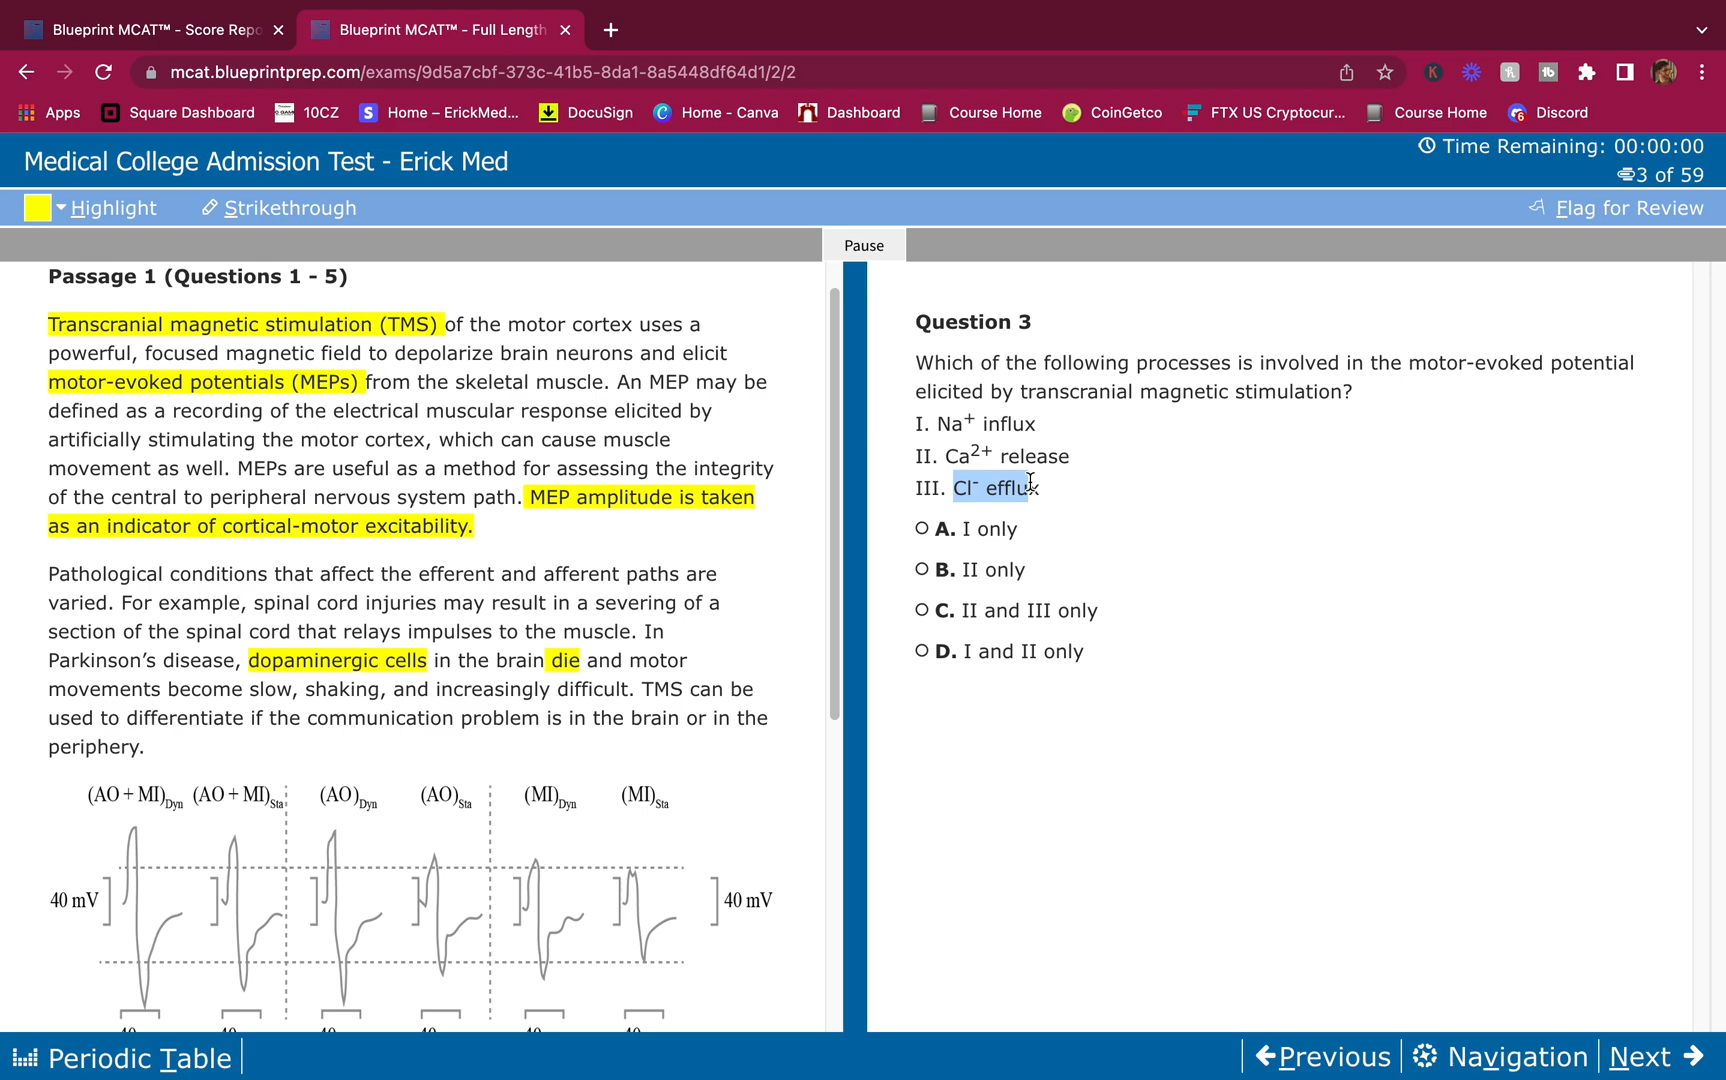 Blueprint MCAT™ - Score Repo
Blueprint MCAT™ - Full Length
mcat.blueprintprep.com/exams/9d5a7cbf-373c-41b5-8da1-8a5448df64d1/2/2
Apps
Square Dashboard
10CZ
Home – ErickMed...
DocuSign
Home - Canva
Dashboard
Course Home
CoinGetco
FTX US Cryptocur...
Course Home
Discord
Medical College Admission Test - Erick Med
Time Remaining: 00:00:00
3 of 59
Highlight
Strikethrough
Flag for Review
Pause
Passage 1 (Questions 1 - 5)
Transcranial magnetic stimulation (TMS) of the motor cortex uses a
powerful, focused magnetic field to depolarize brain neurons and elicit
motor-evoked potentials (MEPs) from the skeletal muscle. An MEP may be
defined as a recording of the electrical muscular response elicited by
artificially stimulating the motor cortex, which can cause muscle
movement as well. MEPs are useful as a method for assessing the integrity
of the central to peripheral nervous system path. MEP amplitude is taken
as an indicator of cortical-motor excitability.
Pathological conditions that affect the efferent and afferent paths are
varied. For example, spinal cord injuries may result in a severing of a
section of the spinal cord that relays impulses to the muscle. In
Parkinson’s disease, dopaminergic cells in the brain die and motor
movements become slow, shaking, and increasingly difficult. TMS can be
used to differentiate if the communication problem is in the brain or in the
periphery.
(AO + MI)Dyn (AO + MI)Sta (AO)Dyn (AO)Sta (MI)Dyn (MI)Sta
40 mV
40 mV
40 40 40 40 40 40
Question 3
Which of the following processes is involved in the motor-evoked potential
elicited by transcranial magnetic stimulation?
I. Na+ influx
II. Ca2+ release
III. Cl- efflux
A. I only
B. II only
C. II and III only
D. I and II only
Periodic Table
Previous
Navigation
Next